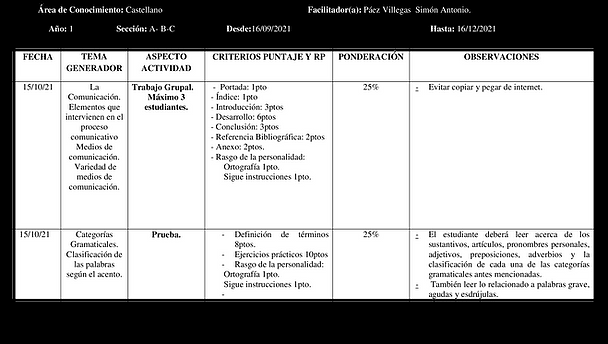 Área de Conocimiento: Castellano
Facilitador(a): Páez Villegas Simón Antonio.
Año: 1
Sección: A- B-C
Desde:16/09/2021
Hasta: 16/12/2021
FECHA
TEMA
GENERADOR
ASPECTO
ACTIVIDAD
CRITERIOS PUNTAJE Y RP
PONDERACIÓN
OBSERVACIONES
15/10/21
La
Comunicación.
Elementos que
intervienen en el
proceso
comunicativo
Medios de
comunicación.
Variedad de
medios de
comunicación.
Trabajo Grupal.
Máximo 3
estudiantes.
- Portada: 1pto
- Índice: 1pto
- Introducción: 3ptos
- Desarrollo: 6ptos
- Conclusión: 3ptos
- Referencia Bibliográfica: 2ptos
- Anexo: 2ptos.
- Rasgo de la personalidad:
Ortografía 1pto.
Sigue instrucciones 1pto.
25%
- Evitar copiar y pegar de internet.
15/10/21
Categorías
Gramaticales.
Clasificación de
las palabras
según el acento.
Prueba.
- Definición de términos
8ptos.
- Ejercicios prácticos 10ptos
- Rasgo de la personalidad:
Ortografía 1pto.
Sigue instrucciones 1pto.
-
25%
- El estudiante deberá leer acerca de los
sustantivos, artículos, pronombres personales,
adjetivos, preposiciones, adverbios y la
clasificación de cada una de las categorías
gramaticales antes mencionadas.
- También leer lo relacionado a palabras grave,
agudas y esdrújulas.